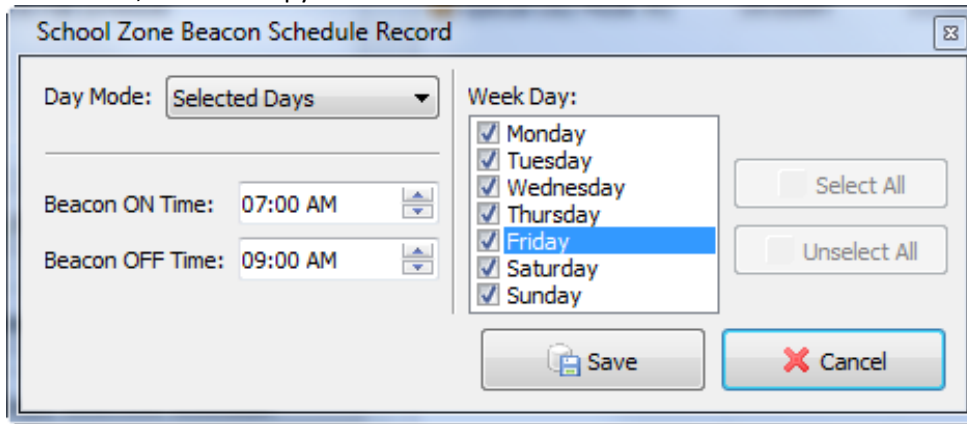 School Zone Beacon Schedule Record
Day Mode: Selected Days
Week Day:
Monday
Tuesday
Wednesday
Thursday
Friday
Saturday
Sunday
Select All
Unselect All
Beacon ON Time: 07:00 AM
Beacon OFF Time: 09:00 AM
Save
Cancel